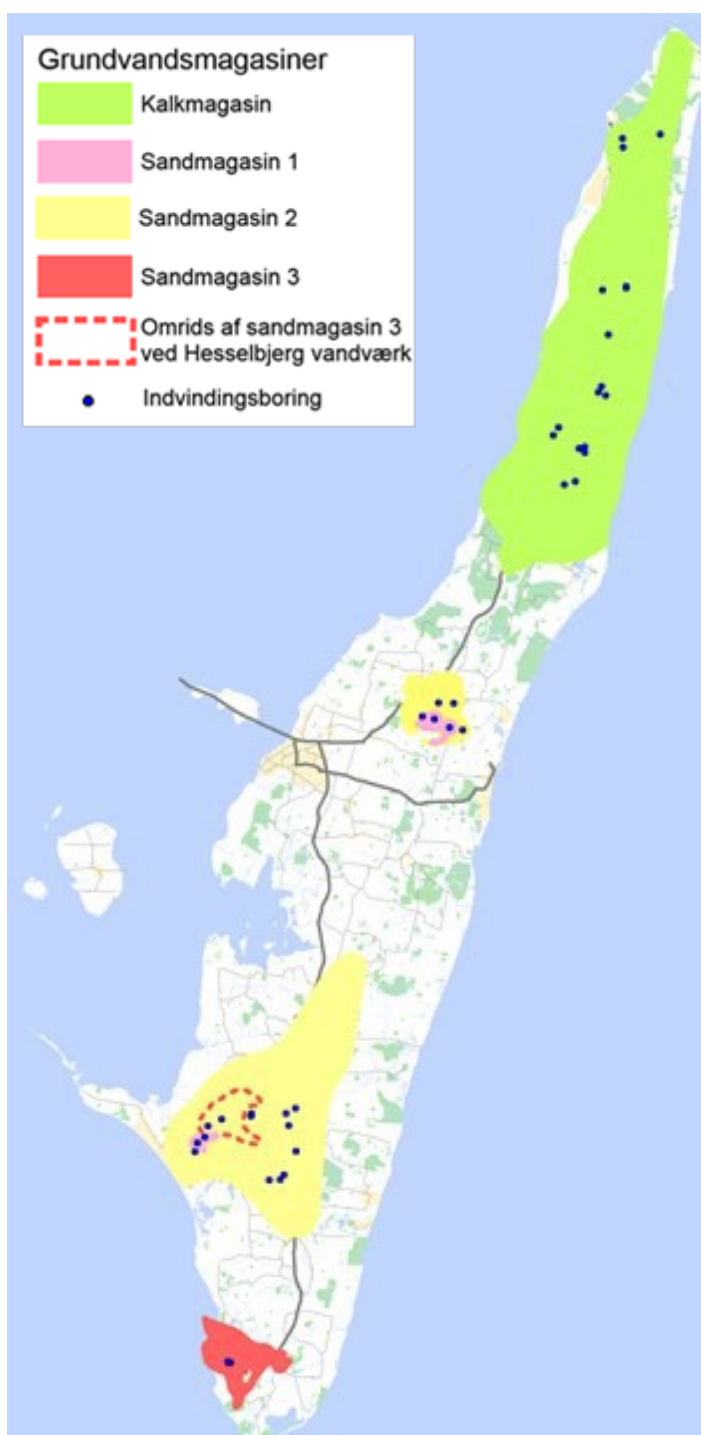 Grundvandsmagasiner
Kalkmagasin
Sandmagasin 1
Sandmagasin 2
Sandmagasin 3
Omrids af sandmagasin 3
ved Hesselbjerg vandværk
Indvindingsboring